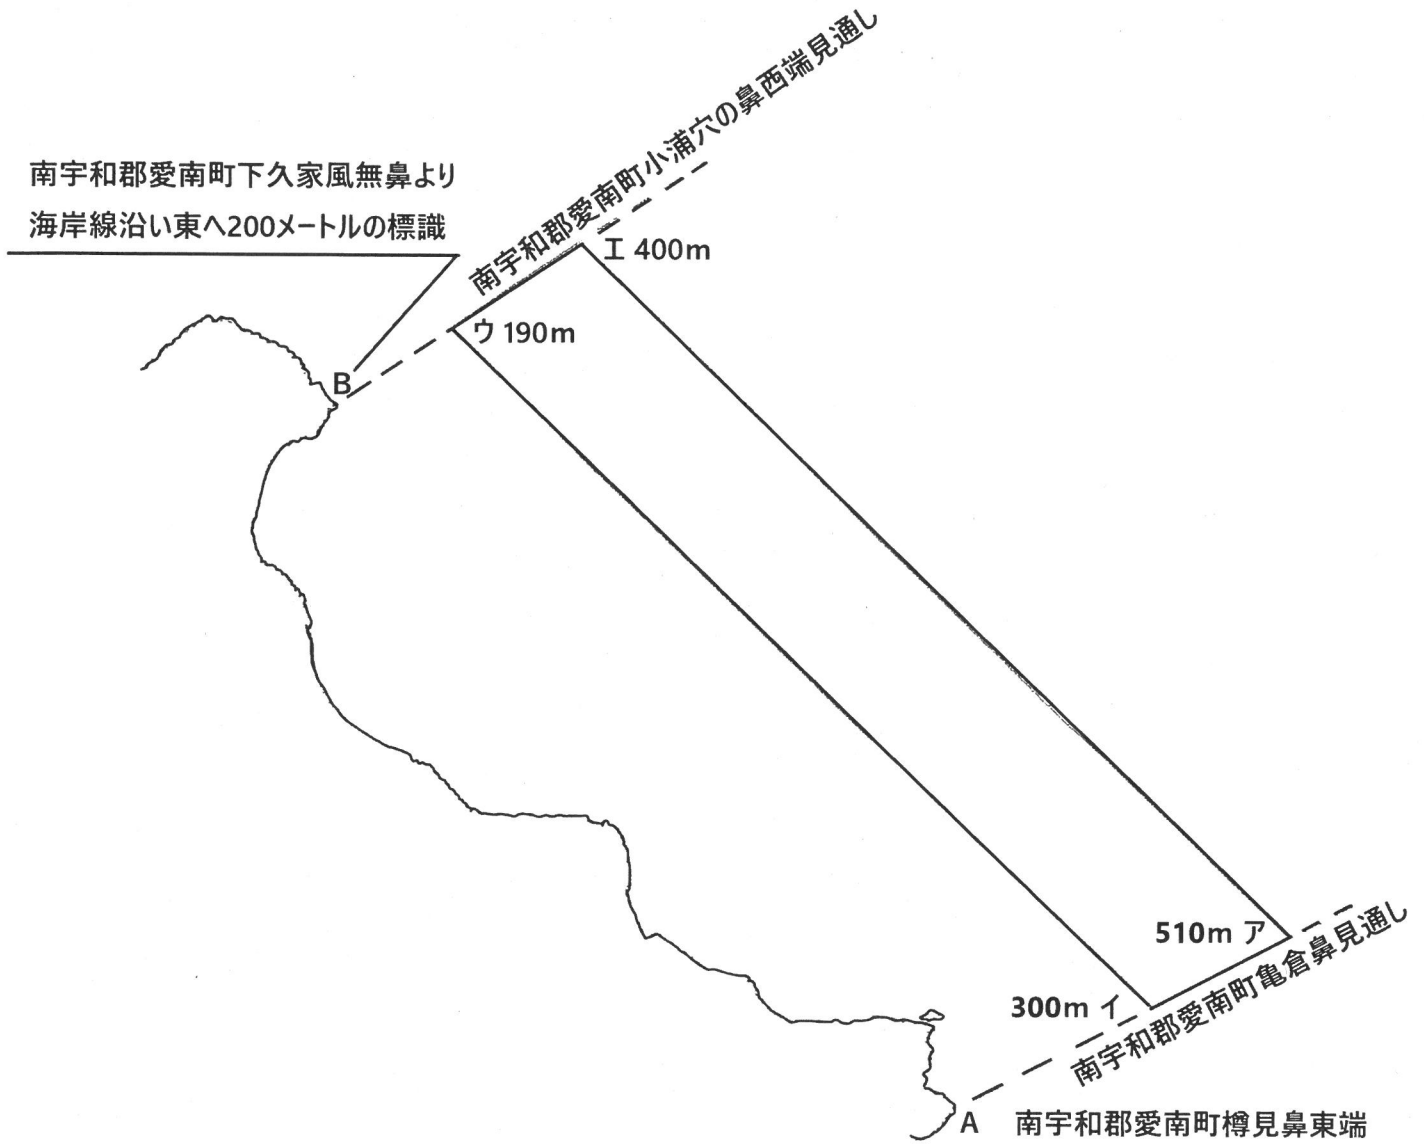 南宇和郡愛南町小浦穴の鼻西端見通し
南宇和郡愛南町下久家風無鼻より
海岸線沿い東へ200メートルの標識
エ 400m
ウ 190m
B
510m ア
300m イ
南宇和郡愛南町亀倉鼻見通し
A 南宇和郡愛南町樽見鼻東端